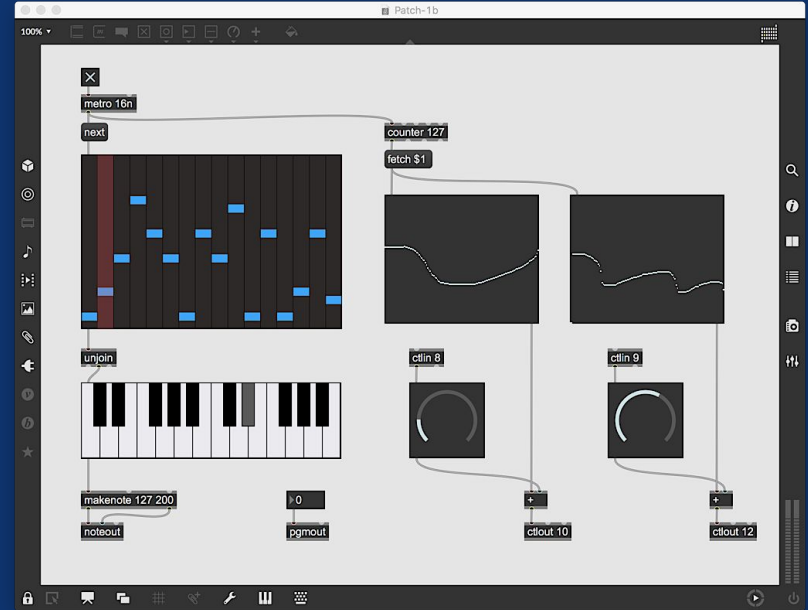 Patch-1b
100%
metro 16n
next
counter 127
fetch $1
unjoin
ctlin 8
ctlin 9
makenote 127 200
0
+
+
noteout
pgmout
ctlout 10
ctlout 12